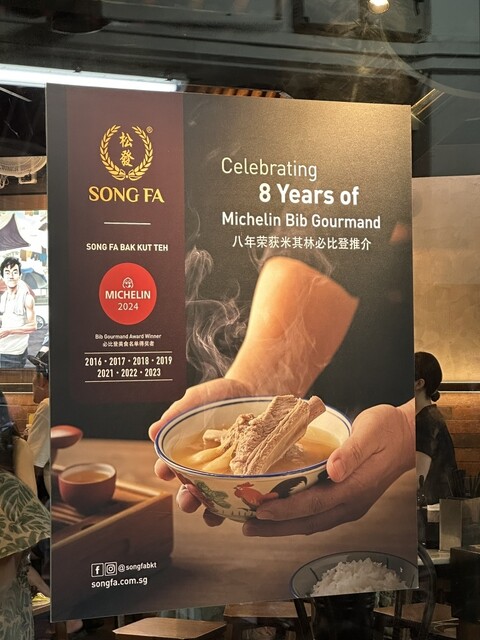 松
發
®
SONG FA
SONG FA BAK KUT TEH
MICHELIN
2024
Bib Gourmand Award Winner
必比登美食名单得奖者
2016 • 2017 • 2018 • 2019
2021 • 2022 • 2023
Celebrating
8 Years of
Michelin Bib Gourmand
八年荣获米其林必比登推介
@songfabkt
songfa.com.sg